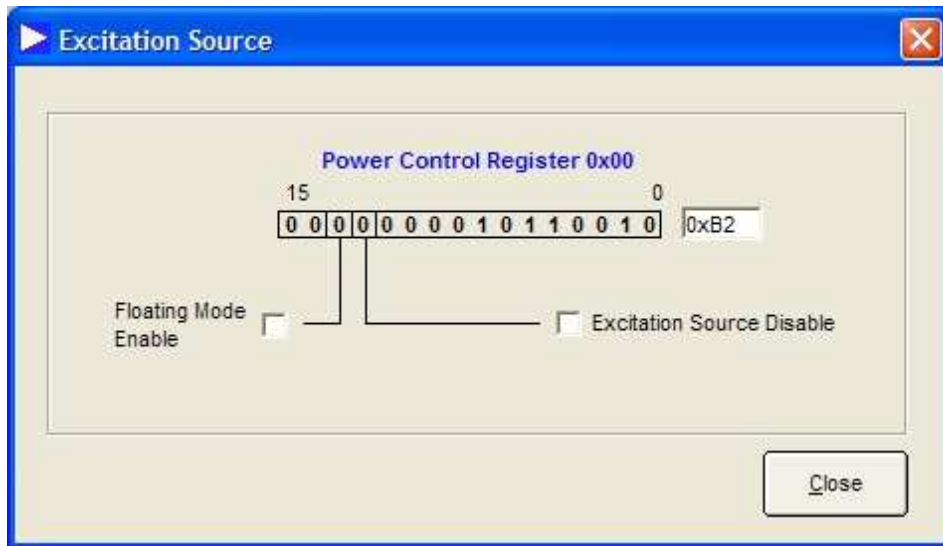 Excitation Source
Power Control Register 0x00
15 0
0 0 0 0 0 0 0 0 1 0 1 1 0 0 1 0 0xB2
Floating Mode
Enable
Excitation Source Disable
Close